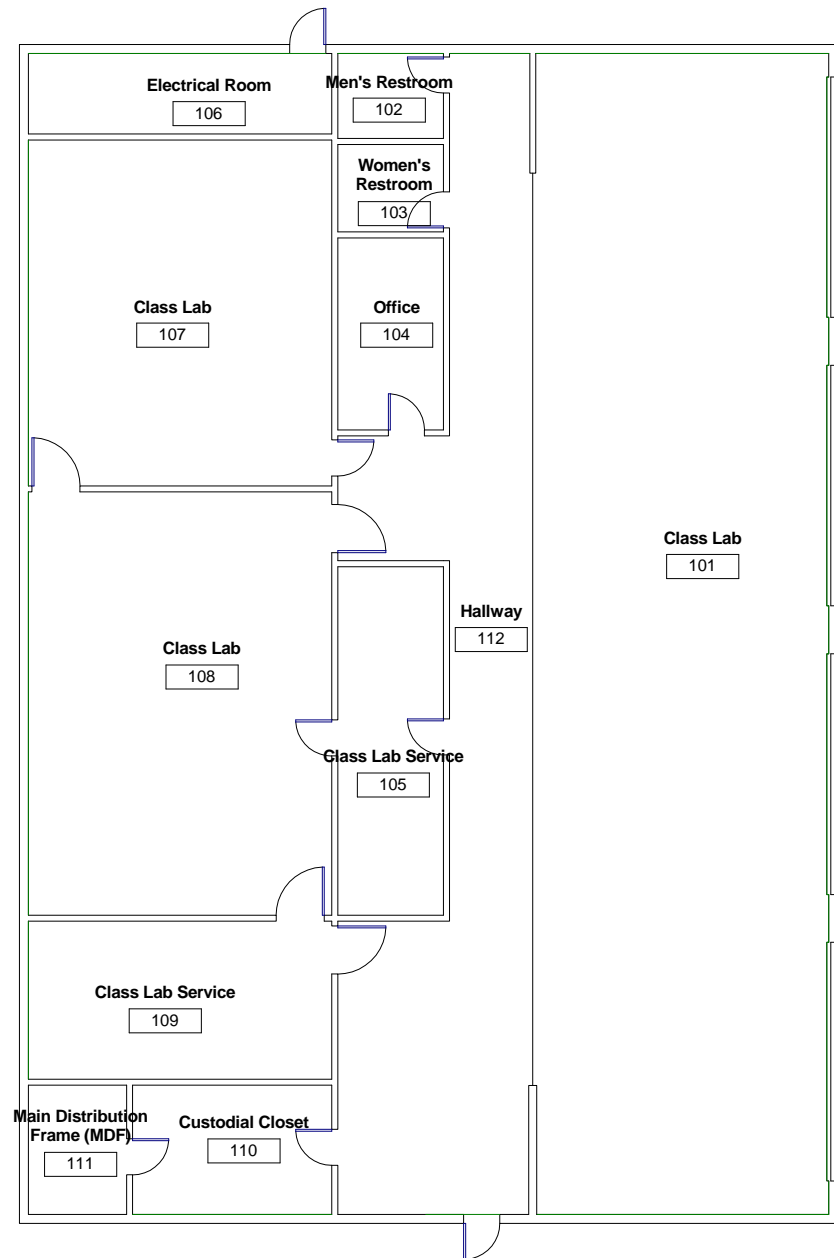 Electrical Room
106
Men's Restroom
102
Women's
Restroom
103
Class Lab
107
Office
104
Class Lab
101
Hallway
112
Class Lab
108
Class Lab Service
105
Class Lab Service
109
Main Distribution
Frame (MDF)
111
Custodial Closet
110